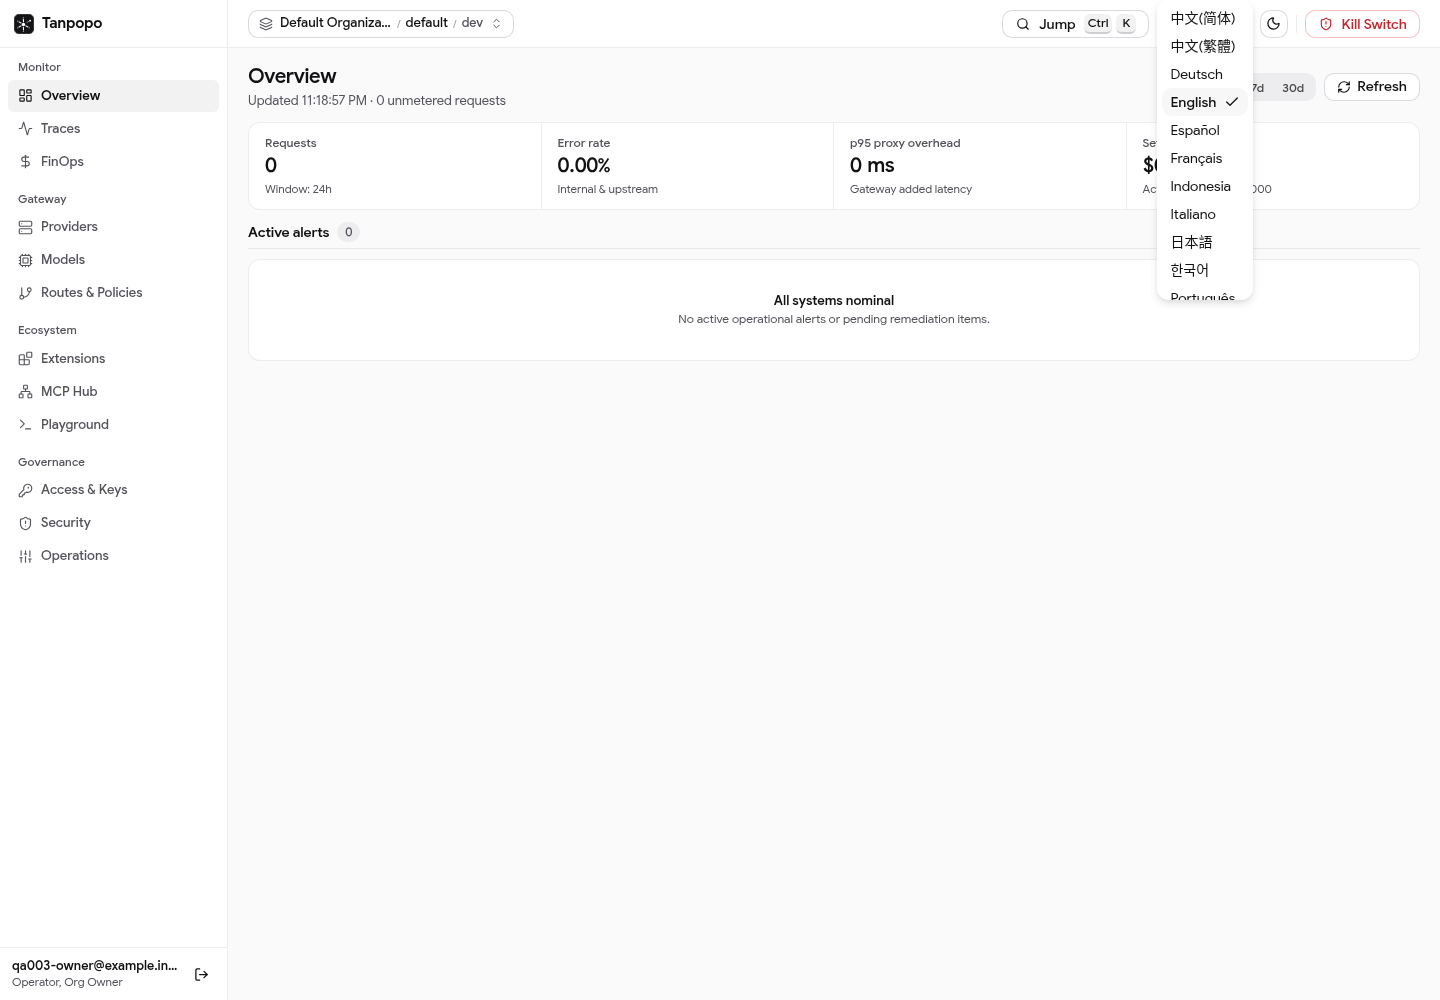 Tanpopo
Default Organiza... / default / dev
Jump Ctrl K
Kill Switch
Monitor
Overview
Traces
FinOps
Gateway
Providers
Models
Routes & Policies
Ecosystem
Extensions
MCP Hub
Playground
Governance
Access & Keys
Security
Operations
qa003-owner@example.in...
Operator, Org Owner
Overview
Updated 11:18:57 PM · 0 unmetered requests
7d 30d
Refresh
Requests
0
Window: 24h
Error rate
0.00%
Internal & upstream
p95 proxy overhead
0 ms
Gateway added latency
Active alerts 0
All systems nominal
No active operational alerts or pending remediation items.
中文(简体)
中文(繁體)
Deutsch
English
Español
Français
Indonesia
Italiano
日本語
한국어
Português